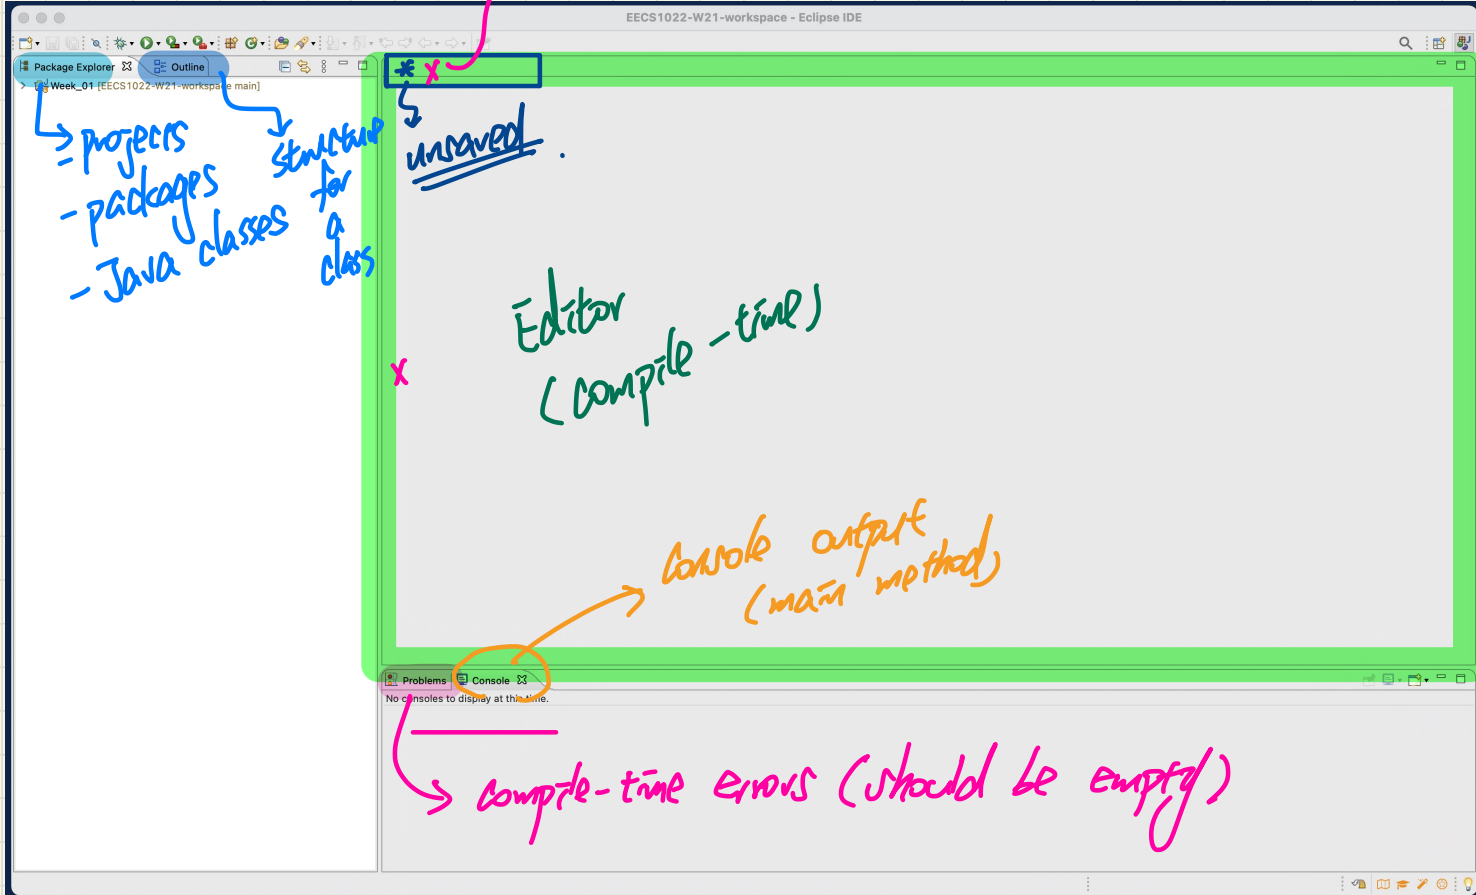 EECS1022-W21-workspace - Eclipse IDE
Package Explorer
Outline
Week_01 [EECS1022-W21-workspace main]
* x
unsaved.
- projects
- packages
- Java classes
structure
for
a
class
x
Editor
(compile-time)
Console output
(main method)
Problems
Console
No consoles to display at this time.
compile-time errors (should be empty)